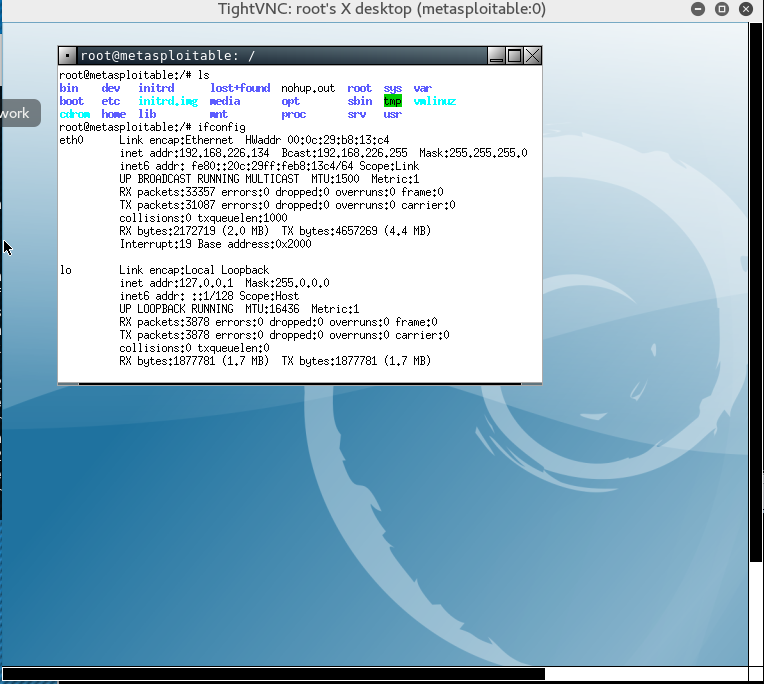 TightVNC: root's X desktop (metasploitable:0)
root@metasploitable: /
root@metasploitable:/# ls
bin dev initrd lost+found nohup.out root sys var
boot etc initrd.img media opt sbin tmp vmlinuz
cdrom home lib mnt proc srv usr
root@metasploitable:/# ifconfig
eth0 Link encap:Ethernet HWaddr 00:0c:29:b8:13:c4
inet addr:192.168.226.134 Bcast:192.168.226.255 Mask:255.255.255.0
inet6 addr: fe80::20c:29ff:feb8:13c4/64 Scope:Link
UP BROADCAST RUNNING MULTICAST MTU:1500 Metric:1
RX packets:33357 errors:0 dropped:0 overruns:0 frame:0
TX packets:31087 errors:0 dropped:0 overruns:0 carrier:0
collisions:0 txqueuelen:1000
RX bytes:2172719 (2.0 MB) TX bytes:4657269 (4.4 MB)
Interrupt:19 Base address:0x2000
lo Link encap:Local Loopback
inet addr:127.0.0.1 Mask:255.0.0.0
inet6 addr: ::1/128 Scope:Host
UP LOOPBACK RUNNING MTU:16436 Metric:1
RX packets:3878 errors:0 dropped:0 overruns:0 frame:0
TX packets:3878 errors:0 dropped:0 overruns:0 carrier:0
collisions:0 txqueuelen:0
RX bytes:1877781 (1.7 MB) TX bytes:1877781 (1.7 MB)
work